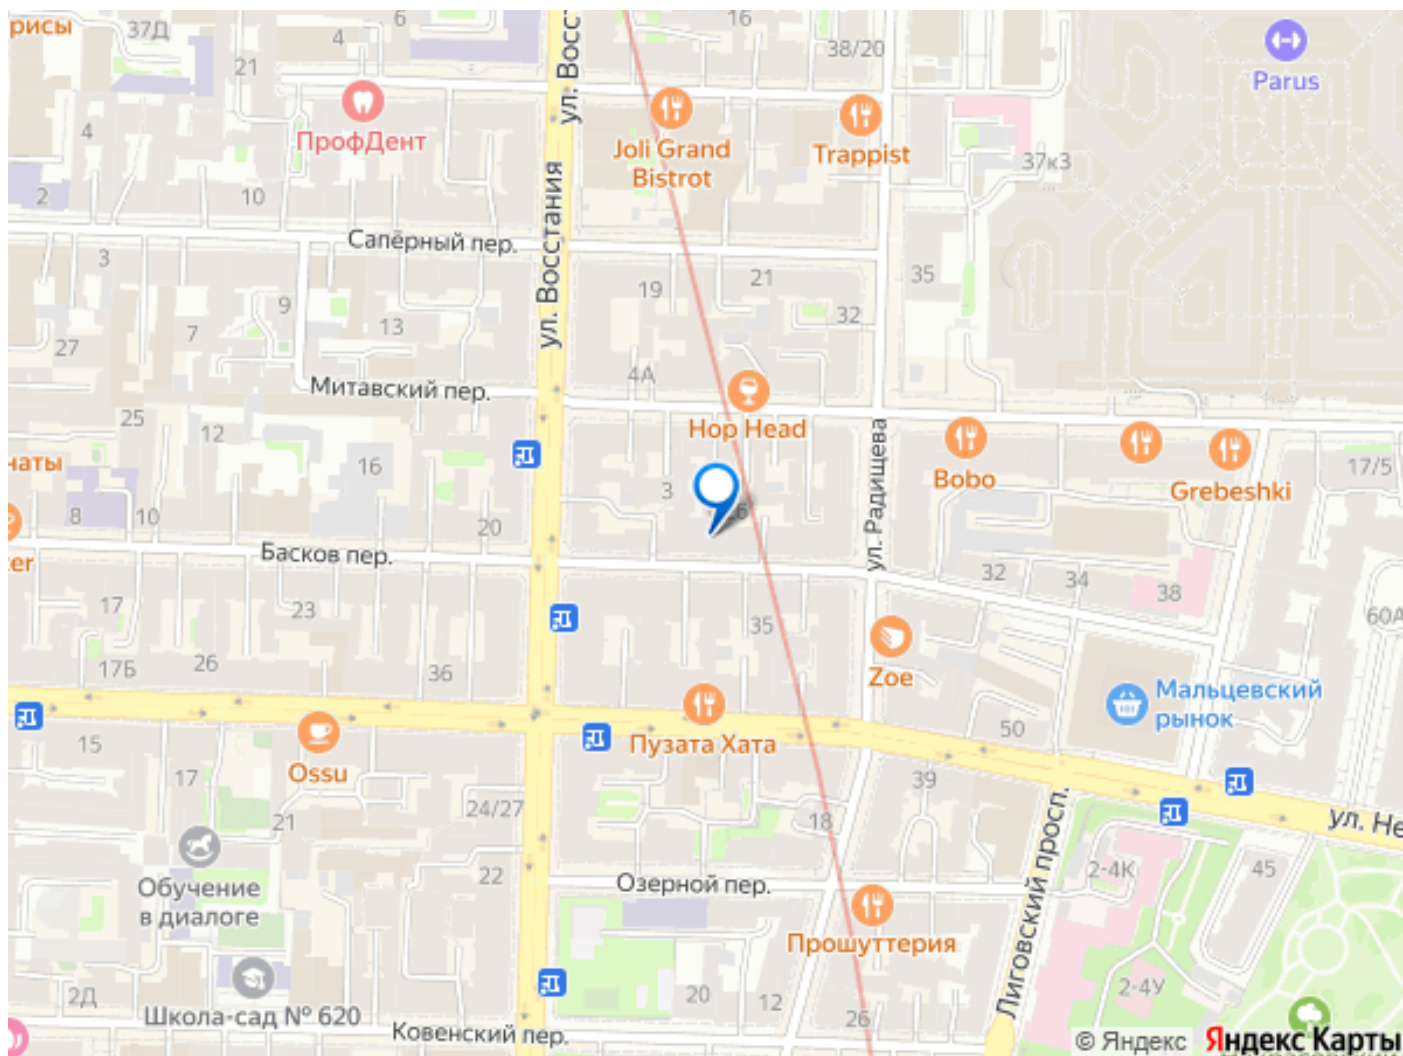 рисы
37Д
4
6
16
38/20
Parus
21
ул. Восст
ПрофДент
Joli Grand
Bistrot
Trappist
37к3
4
2
10
ул. Восстания
Сапёрный пер.
3
19
21
35
9
32
7
13
27
4А
Митавский пер.
Hop Head
25
12
16
3
ул. Радищева
Bobo
Grebeshki
17/5
наты
8
10
20
Басков пер.
er
32
34
38
17
23
35
60А
17Б
26
36
Zoe
Мальцевский
рынок
Пузата Хата
50
15
Ossu
17
24/27
39
21
18
ул. Не
22
Озерной пер.
2-4К
45
Обучение
в диалоге
Прошуттерия
Лиговский просп.
2Д
Школа-сад № 620
20
12
26
2-4У
Ковенский пер.
© Яндекс
Яндекс Карты